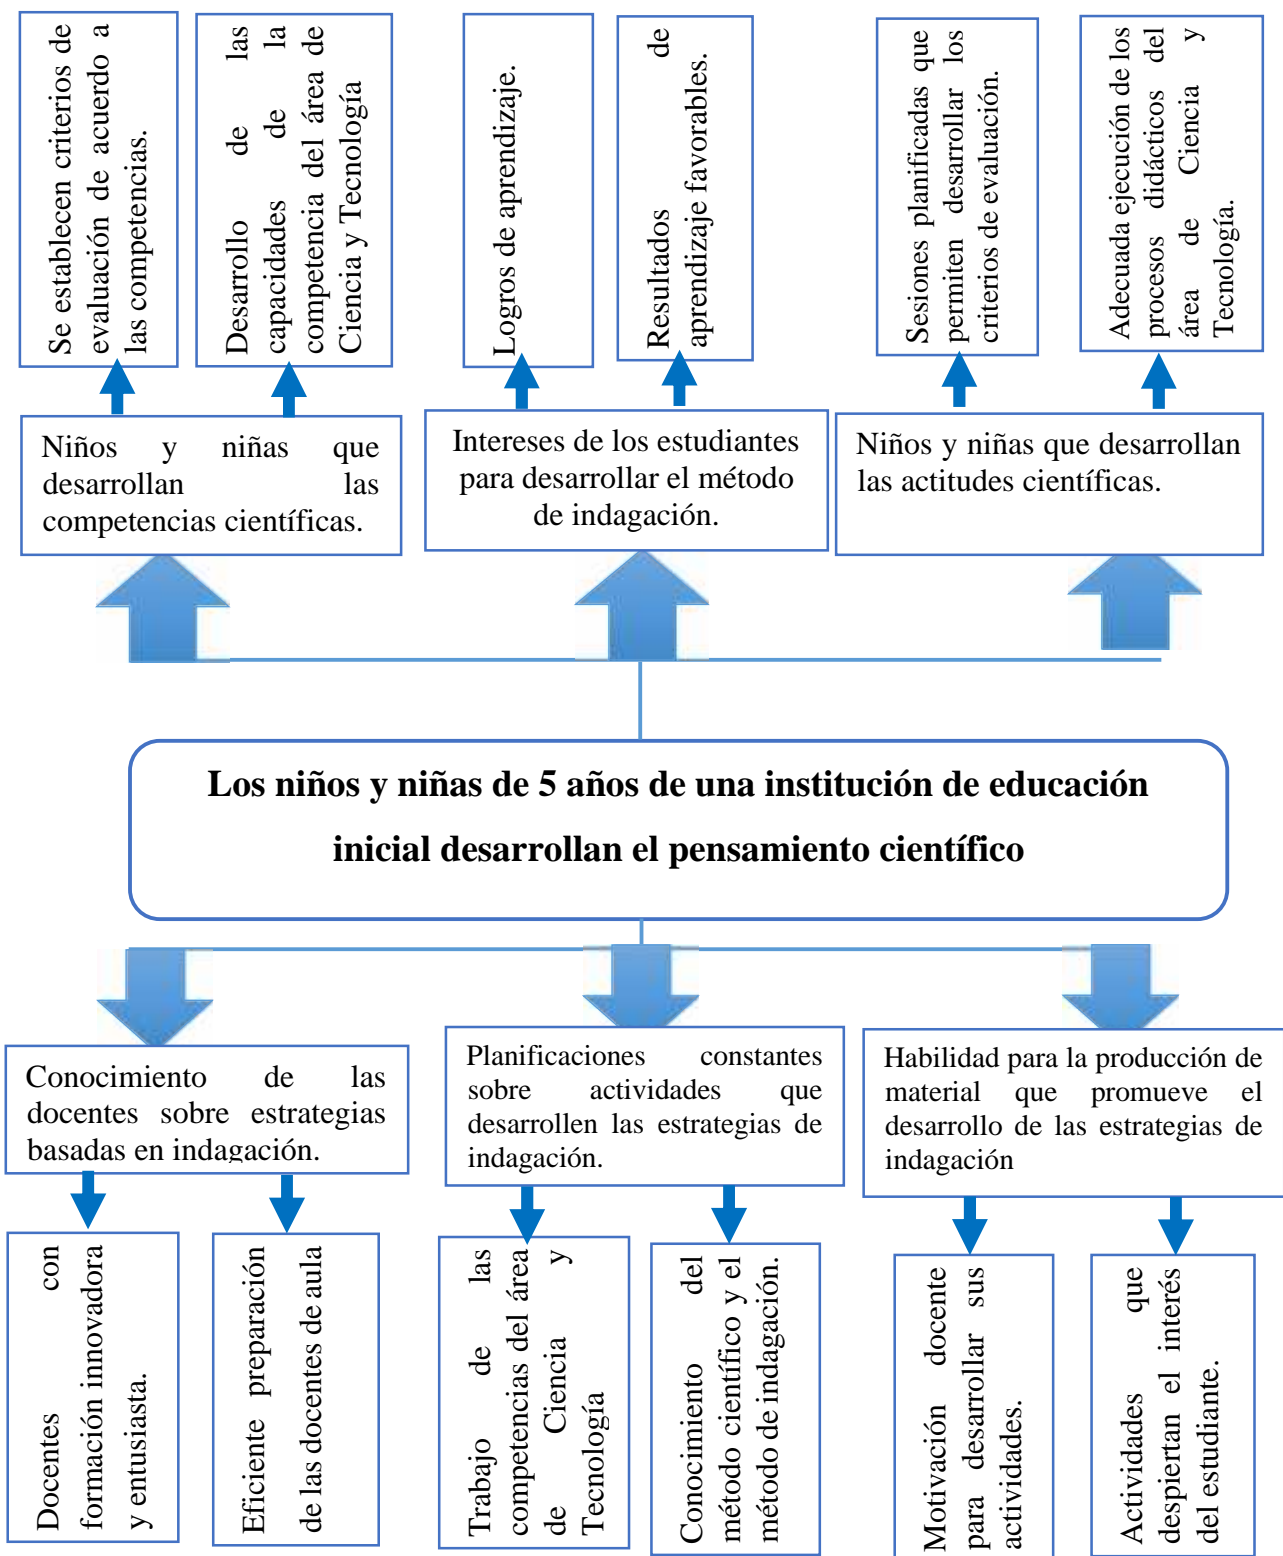 Se establecen criterios de
evaluación de acuerdo a
las competencias.
Desarrollo de las
capacidades de la
competencia del área de
Ciencia y Tecnología
Logros de aprendizaje.
Resultados de
aprendizaje favorables.
Sesiones planificadas que
permiten desarrollar los
criterios de evaluación.
Adecuada ejecución de los
procesos didácticos del
área de Ciencia y
Tecnología.
Niños y niñas que
desarrollan las
competencias científicas.
Intereses de los estudiantes
para desarrollar el método
de indagación.
Niños y niñas que desarrollan
las actitudes científicas.
Los niños y niñas de 5 años de una institución de educación
inicial desarrollan el pensamiento científico
Conocimiento de las
docentes sobre estrategias
basadas en indagación.
Planificaciones constantes
sobre actividades que
desarrollen las estrategias de
indagación.
Habilidad para la producción de
material que promueve el
desarrollo de las estrategias de
indagación
Docentes con
formación innovadora
y entusiasta.
Eficiente preparación
de las docentes de aula
Trabajo de las
competencias del área
de Ciencia y
Tecnología
Conocimiento del
método científico y el
método de indagación.
Motivación docente
para desarrollar sus
actividades.
Actividades que
despiertan el interés
del estudiante.